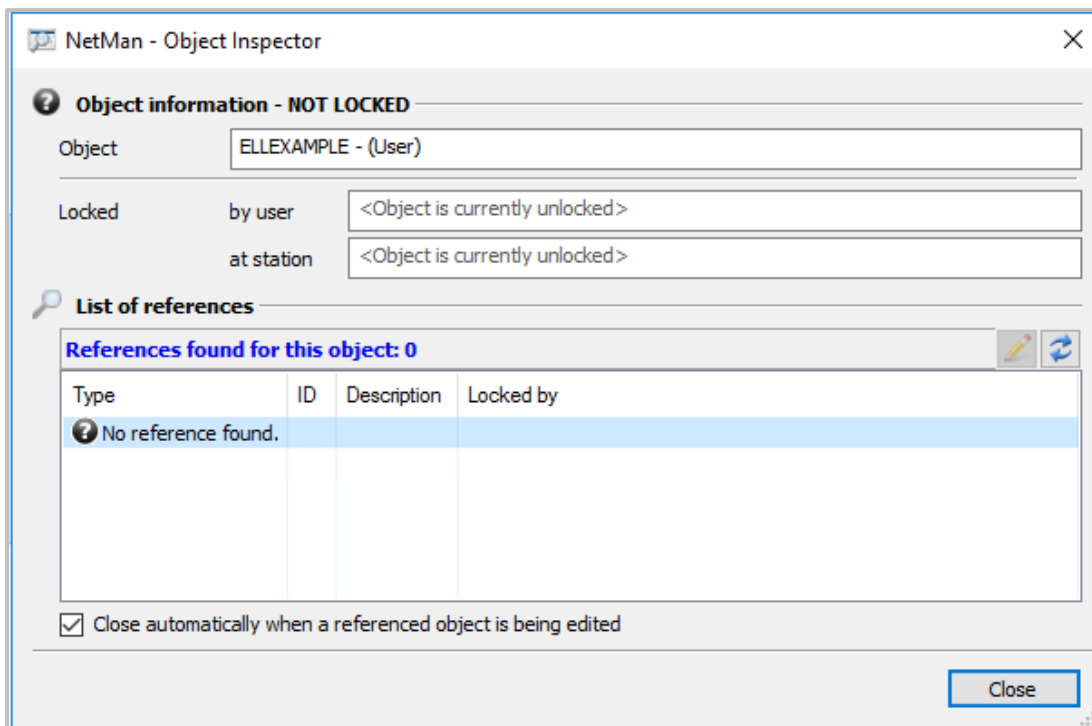 NetMan - Object Inspector
Object information - NOT LOCKED
Object ELLEXAMPLE - (User)
Locked by user <Object is currently unlocked>
at station <Object is currently unlocked>
List of references
References found for this object: 0
Type ID Description Locked by
No reference found.
Close automatically when a referenced object is being edited
Close